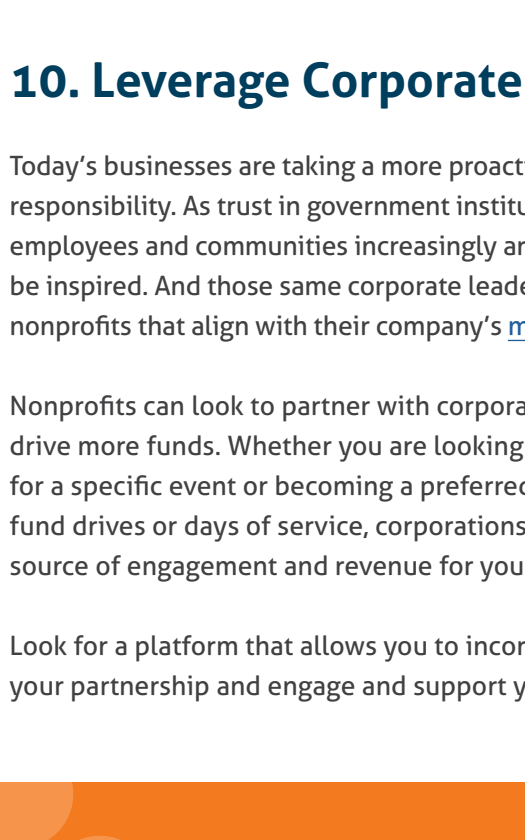 10. Leverage Corporate
Today’s businesses are taking a more proact
responsibility. As trust in government institu
employees and communities increasingly ar
be inspired. And those same corporate leade
nonprofits that align with their company’s m
Nonprofits can look to partner with corpora
drive more funds. Whether you are looking
for a specific event or becoming a preferred
fund drives or days of service, corporations
source of engagement and revenue for you
Look for a platform that allows you to incor
your partnership and engage and support y